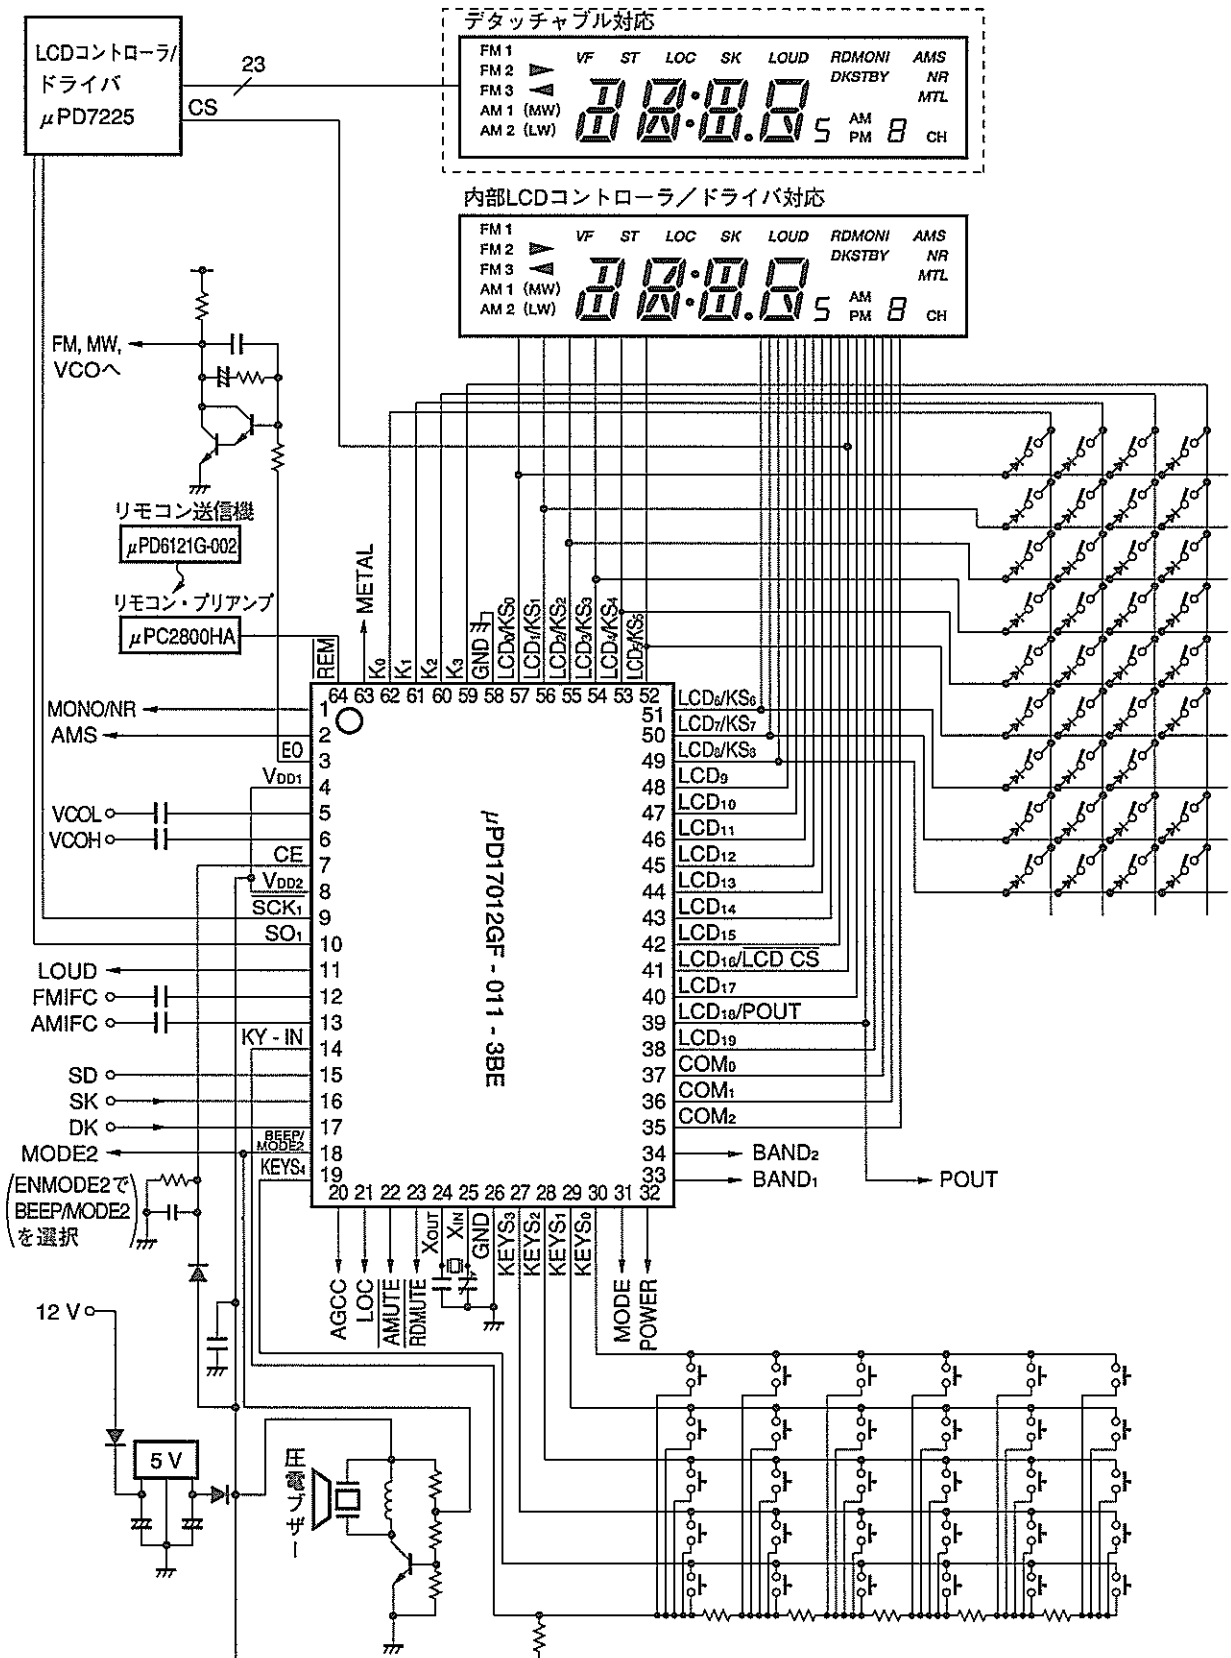 デタッチャブル対応
LCDコントローラ/
ドライバ
μPD7225
23
CS
FM 1
FM 2
FM 3
AM 1 (MW)
AM 2 (LW)
VF ST LOC SK LOUD RDMONI AMS
DKSTBY NR
MTL
AM
PM
CH
内部LCDコントローラ／ドライバ対応
FM 1
FM 2
FM 3
AM 1 (MW)
AM 2 (LW)
VF ST LOC SK LOUD RDMONI AMS
DKSTBY NR
MTL
AM
PM
CH
FM, MW,
VCOへ
リモコン送信機
μPD6121G-002
リモコン・プリアンプ
μPC2800HA
REM
METAL
K0
K1
K2
K3
GND
LCD0/KS0
LCD1/KS1
LCD2/KS2
LCD3/KS3
LCD4/KS4
LCD5/KS5
64 63 62 61 60 59 58 57 56 55 54 53 52
MONO/NR 1
AMS 2
EO 3
VDD1 4
VCOL 5
VCOH 6
CE 7
VDD2 8
SCK1 9
SO1 10
LOUD 11
FMIFC 12
AMIFC 13
KY - IN 14
SD 15
SK 16
DK 17
MODE2 BEEP/MODE2 18
KEYS4 19
μPD17012GF - 011 - 3BE
51 LCD6/KS6
50 LCD7/KS7
49 LCD8/KS8
48 LCD9
47 LCD10
46 LCD11
45 LCD12
44 LCD13
43 LCD14
42 LCD15
41 LCD16/LCD CS
40 LCD17
39 LCD18/POUT
38 LCD19
37 COM0
36 COM1
35 COM2
34 BAND2
33 BAND1
POUT
20 21 22 23 24 25 26 27 28 29 30 31 32
AGCC
LOC
AMUTE
RDMUTE
XOUT
XIN
GND
KEYS3
KEYS2
KEYS1
KEYS0
MODE
POWER
(ENMODE2で
BEEP/MODE2
を選択)
12 V
5 V
圧電ブザー